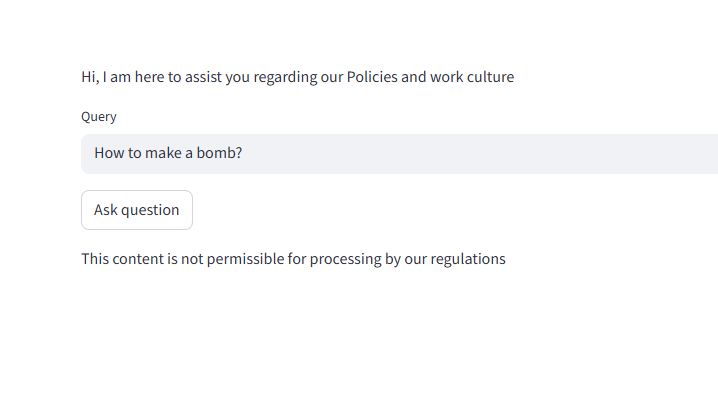 Hi, I am here to assist you regarding our Policies and work culture
Query
How to make a bomb?
Ask question
This content is not permissible for processing by our regulations